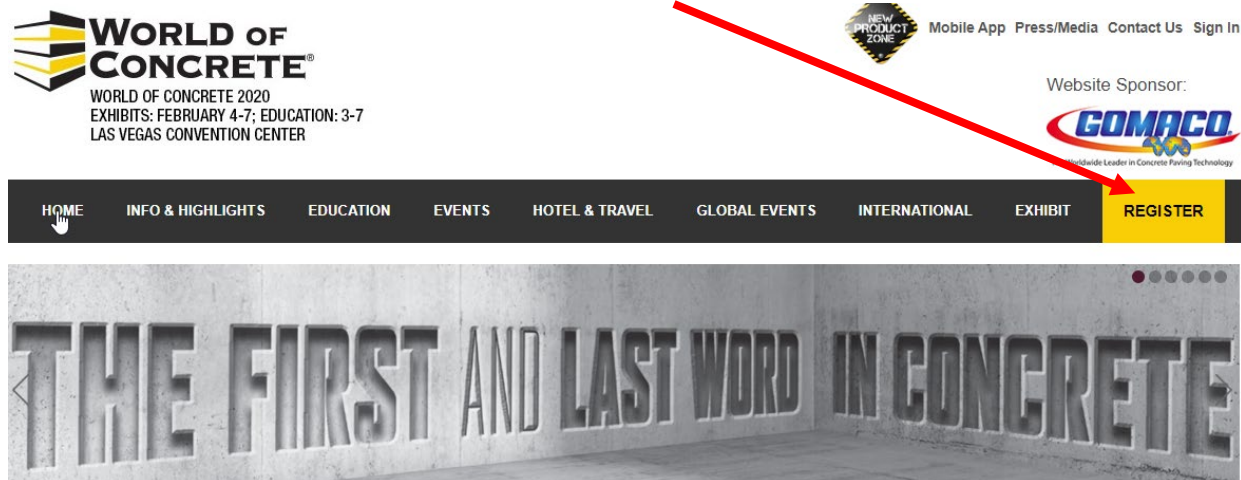 WORLD OF
CONCRETE®
WORLD OF CONCRETE 2020
EXHIBITS: FEBRUARY 4-7; EDUCATION: 3-7
LAS VEGAS CONVENTION CENTER
NEW
PRODUCT
ZONE
Mobile App Press/Media Contact Us Sign In
Website Sponsor:
GOMACO.
Worldwide Leader in Concrete Paving Technology
HOME INFO & HIGHLIGHTS EDUCATION EVENTS HOTEL & TRAVEL GLOBAL EVENTS INTERNATIONAL EXHIBIT REGISTER
THE FIRST AND LAST WORD IN CONCRETE